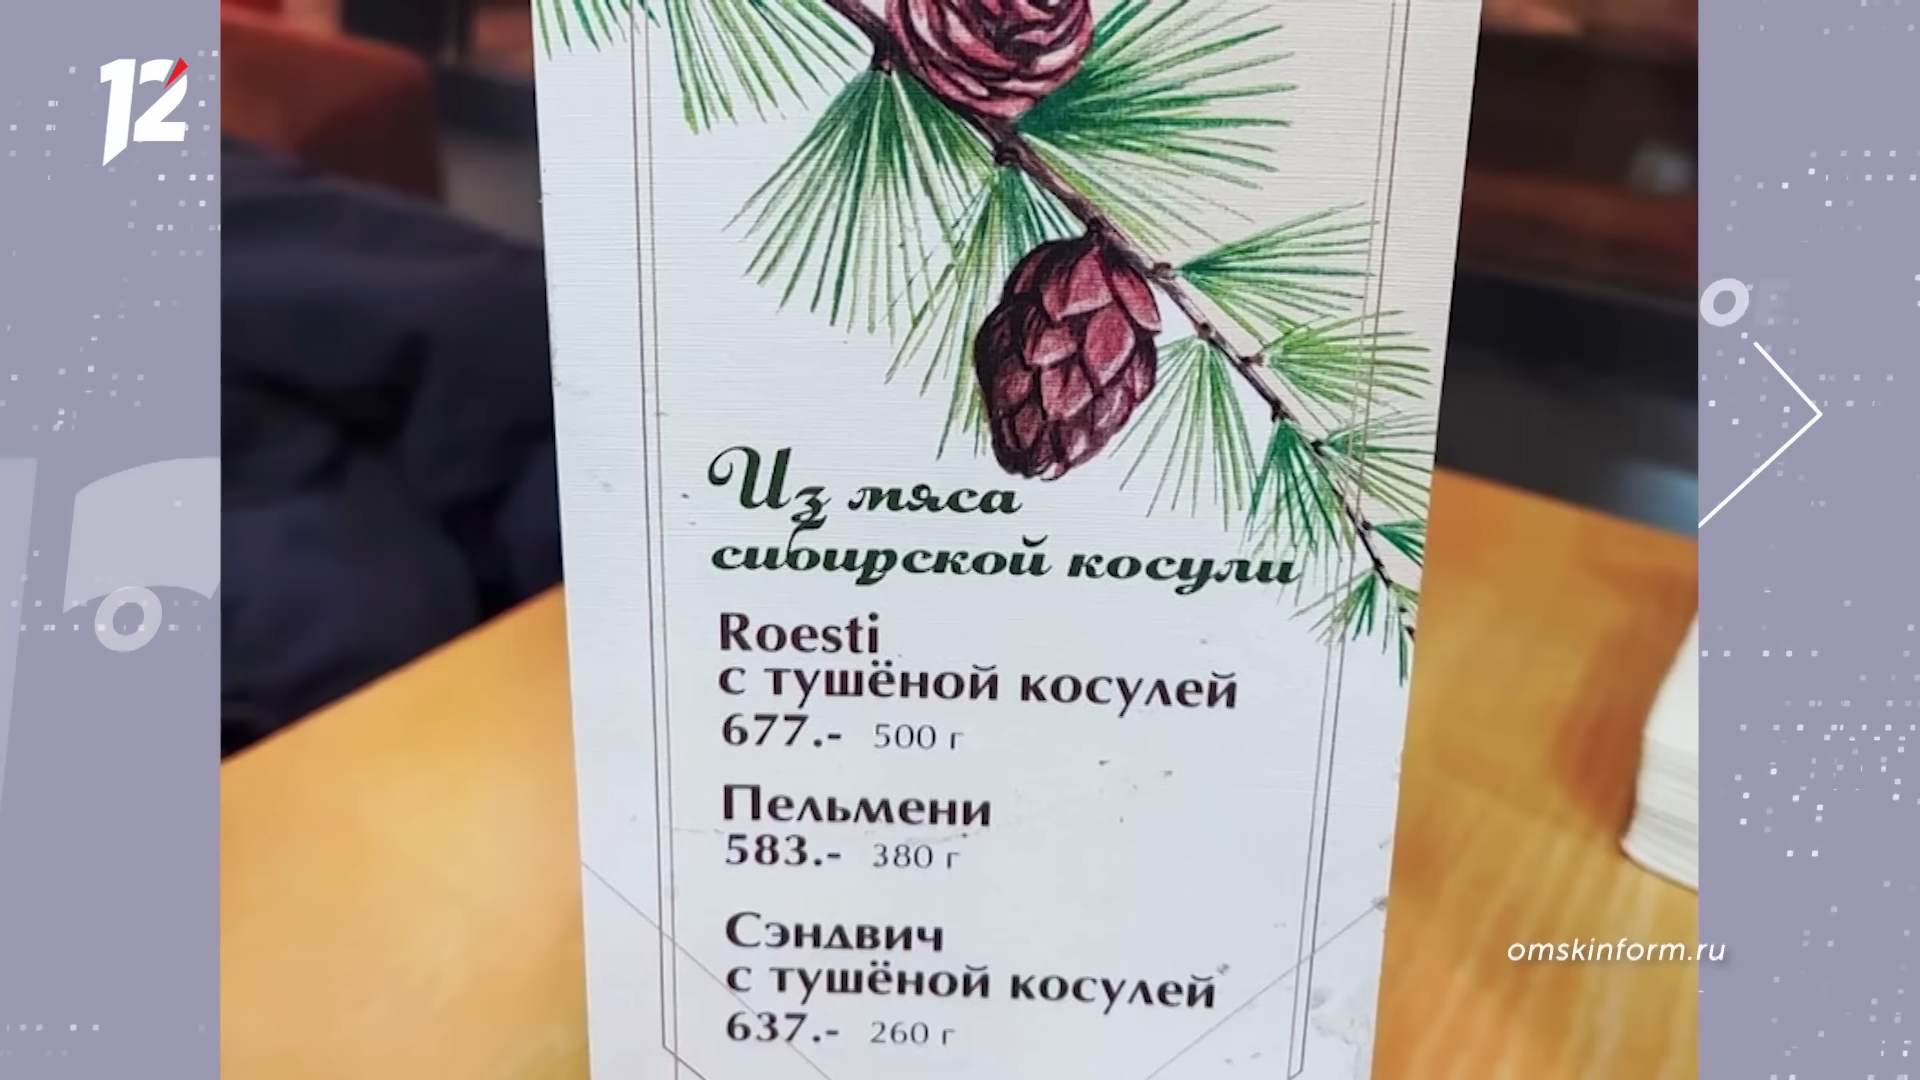 12
Из мяса
сибирской косули
Roesti
с тушёной косулей
677.- 500 г
Пельмени
583.- 380 г
Сэндвич
с тушёной косулей
637.- 260 г
omskinform.ru